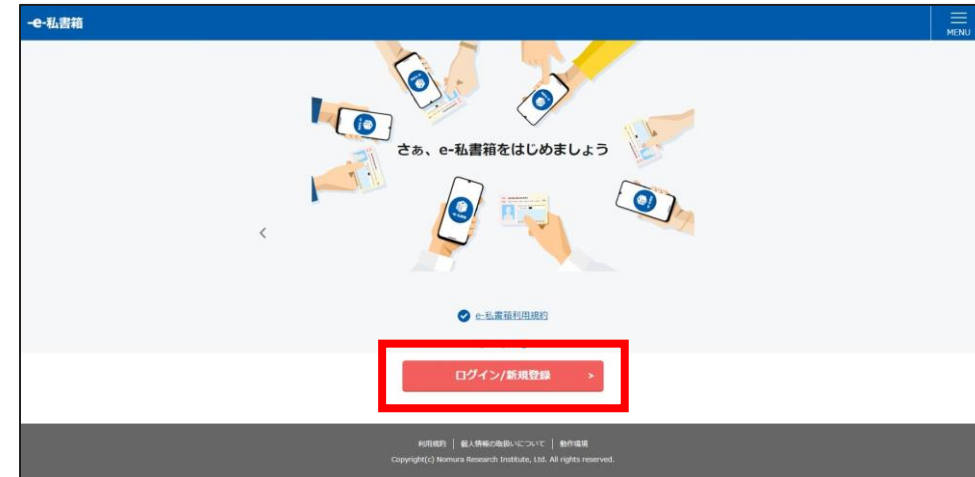 -e-私書箱
MENU
さぁ、e-私書箱をはじめましょう
e-私書箱利用規約
ログイン/新規登録 >
利用規約 | 個人情報の取扱いについて | 動作環境
Copyright(c) Nomura Research Institute, Ltd. All rights reserved.